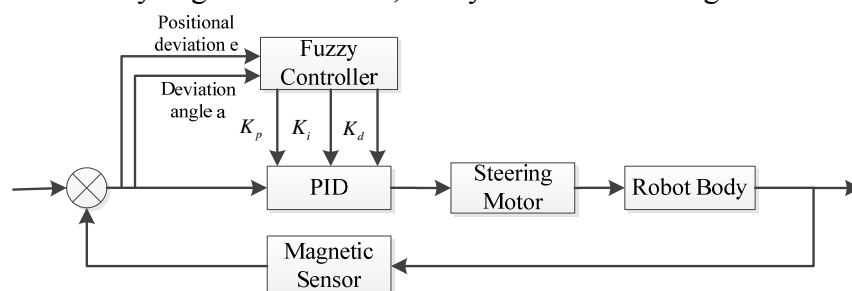 Positional
deviation e
Fuzzy
Controller
Deviation
angle a
K_p K_i K_d
PID
Steering
Motor
Robot Body
Magnetic
Sensor